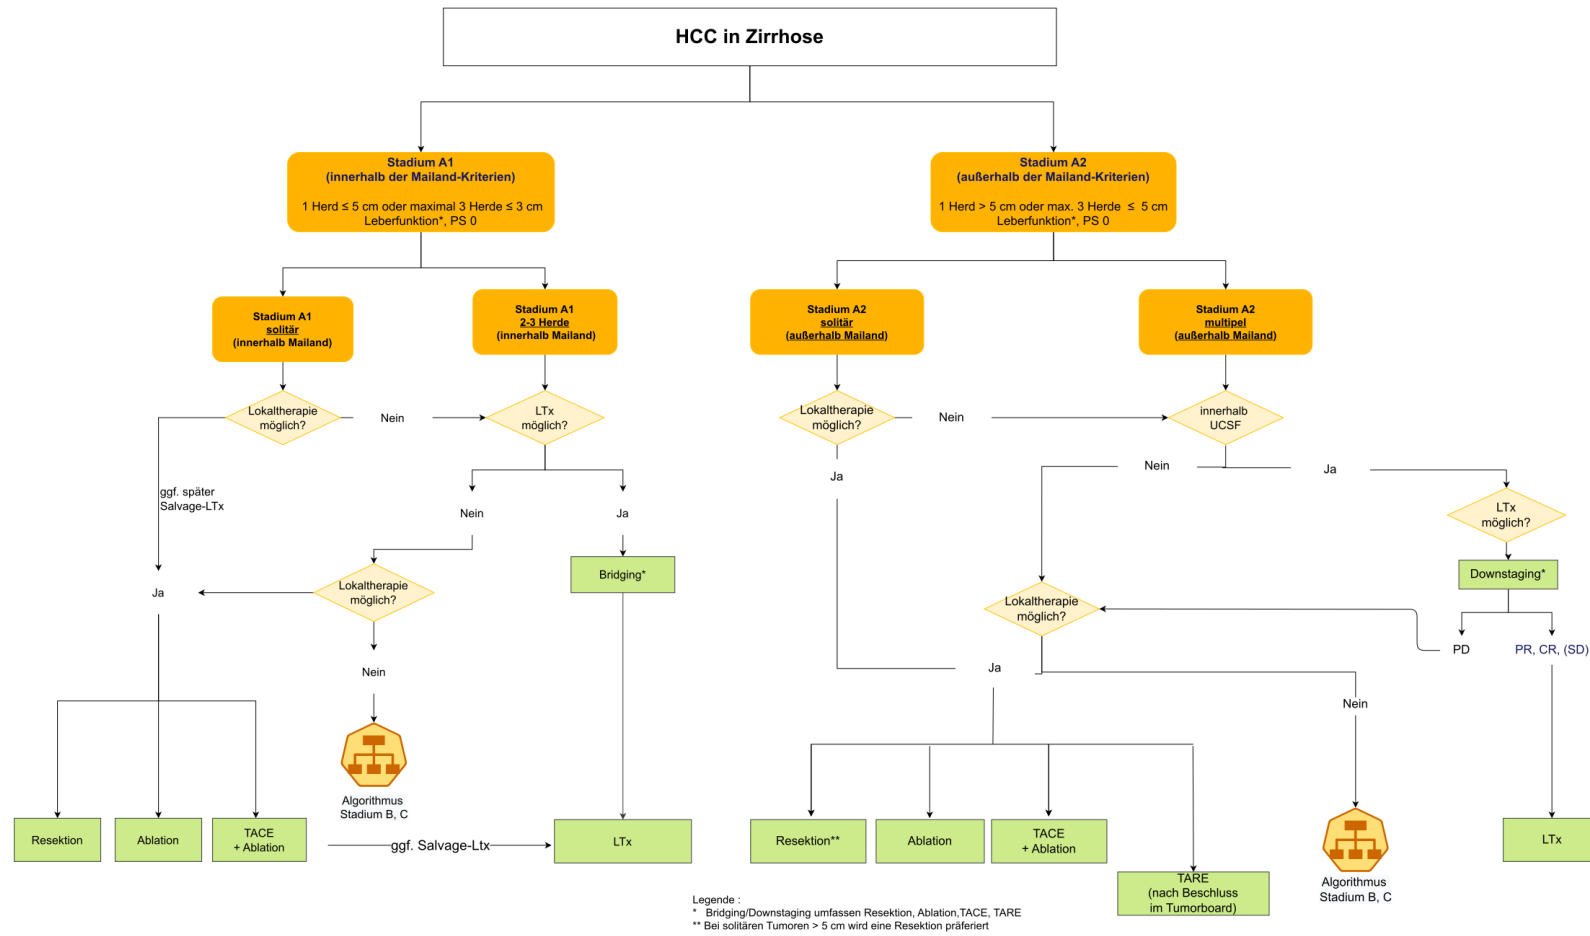 HCC in Zirrhose
Stadium A1
(innerhalb der Mailand-Kriterien)
1 Herd ≤ 5 cm oder maximal 3 Herde ≤ 3 cm
Leberfunktion*, PS 0
Stadium A2
(außerhalb der Mailand-Kriterien)
1 Herd > 5 cm oder max. 3 Herde ≤ 5 cm
Leberfunktion*, PS 0
Stadium A1
solitär
(innerhalb Mailand)
Stadium A1
2-3 Herde
(innerhalb Mailand)
Stadium A2
solitär
(außerhalb Mailand)
Stadium A2
multipel
(außerhalb Mailand)
Lokaltherapie
möglich?
Nein
LTx
möglich?
Lokaltherapie
möglich?
Nein
innerhalb
UCSF
Nein
Ja
Ja
ggf. später
Salvage-LTx
Nein
Ja
LTx
möglich?
Bridging*
Downstaging*
Ja
Lokaltherapie
möglich?
Lokaltherapie
möglich?
PD
PR, CR, (SD)
Nein
Ja
Nein
Algorithmus
Stadium B, C
Resektion
Ablation
TACE
+ Ablation
ggf. Salvage-Ltx
LTx
Resektion**
Ablation
TACE
+ Ablation
TARE
(nach Beschluss
im Tumorboard)
Algorithmus
Stadium B, C
LTx
Legende :
* Bridging/Downstaging umfassen Resektion, Ablation,TACE, TARE
** Bei solitären Tumoren > 5 cm wird eine Resektion präferiert